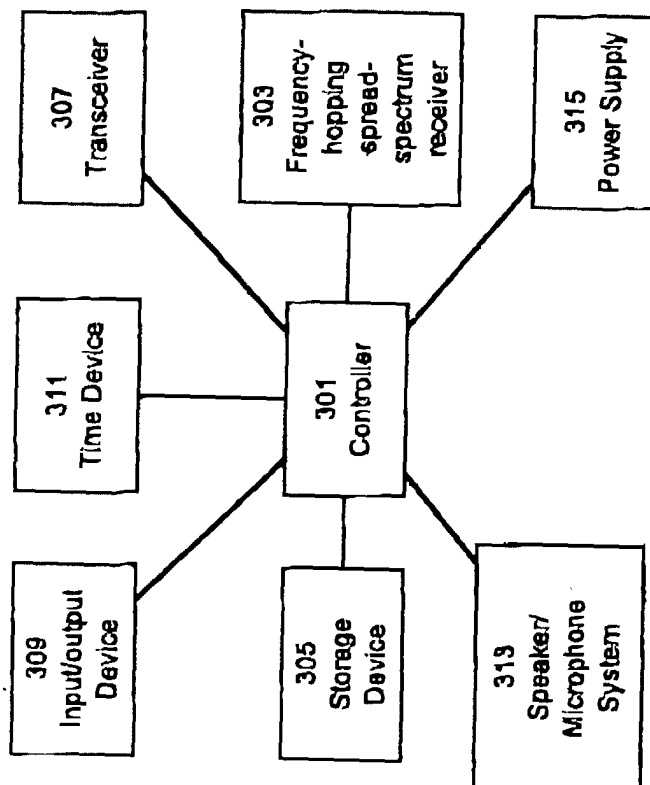 309
Input/output
Device
311
Time Device
307
Transceiver
305
Storage
Device
301
Controller
303
Frequency-
hopping
-spread-
spectrum
receiver
313
Speaker/
Microphone
System
315
Power Supply